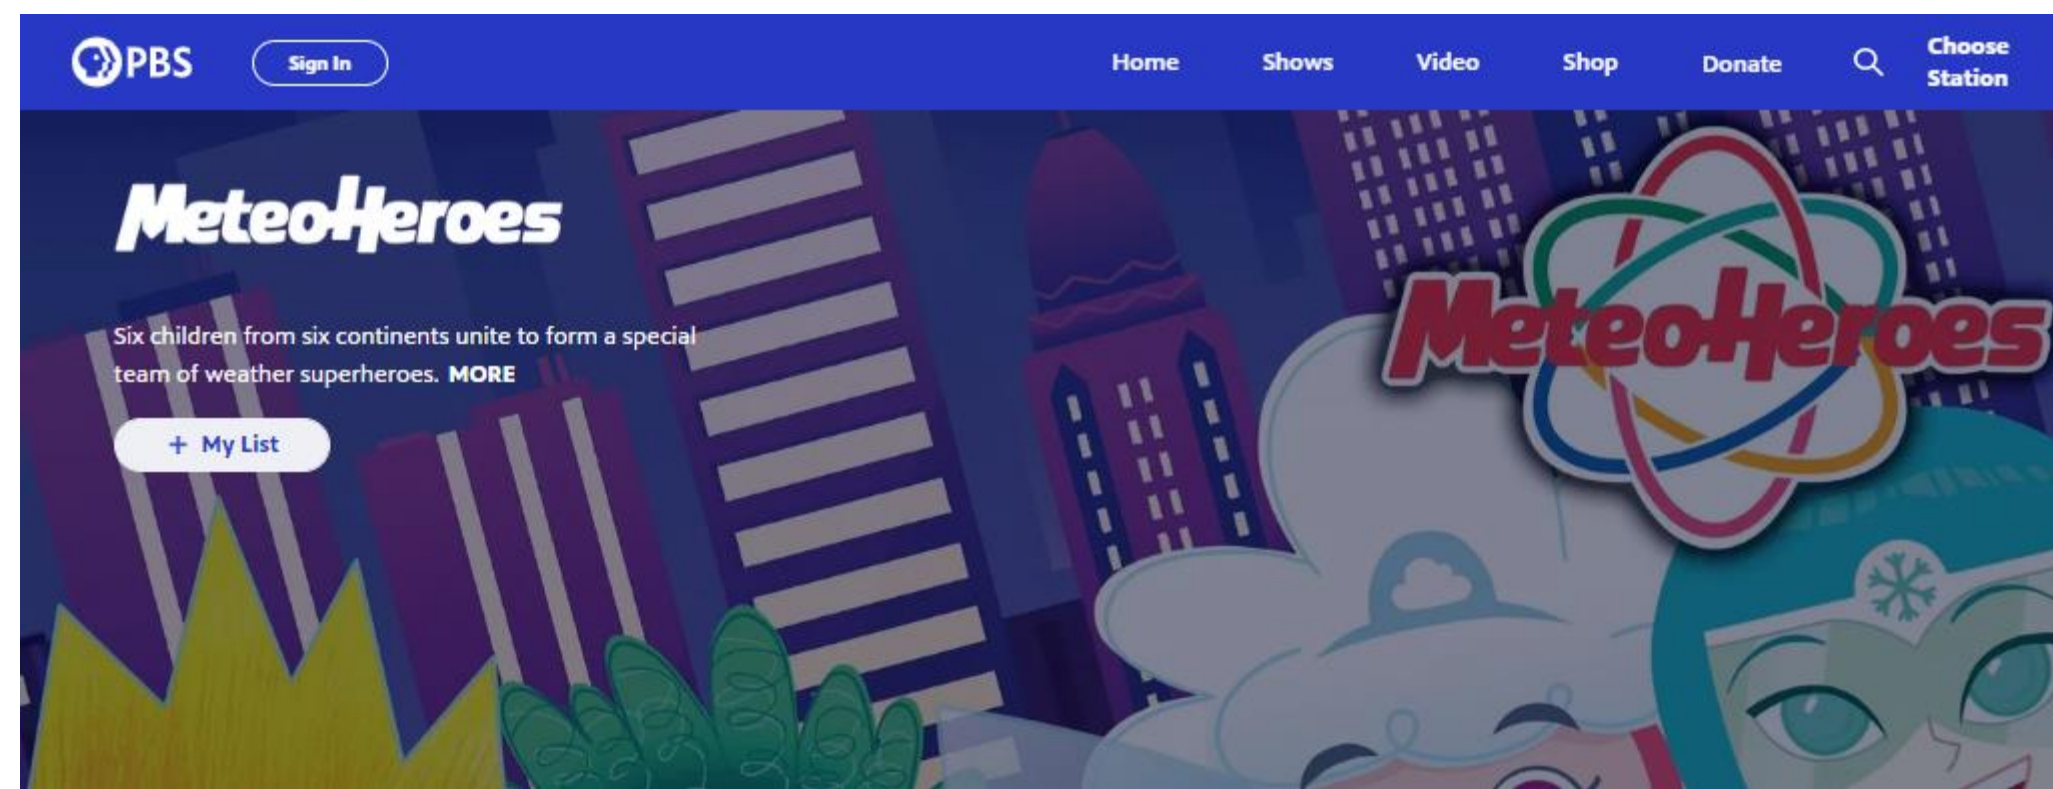 PBS
Sign In
Home
Shows
Video
Shop
Donate
Choose
Station
MeteoHeroes
Six children from six continents unite to form a special
team of weather superheroes. MORE
+ My List
MeteoHeroes